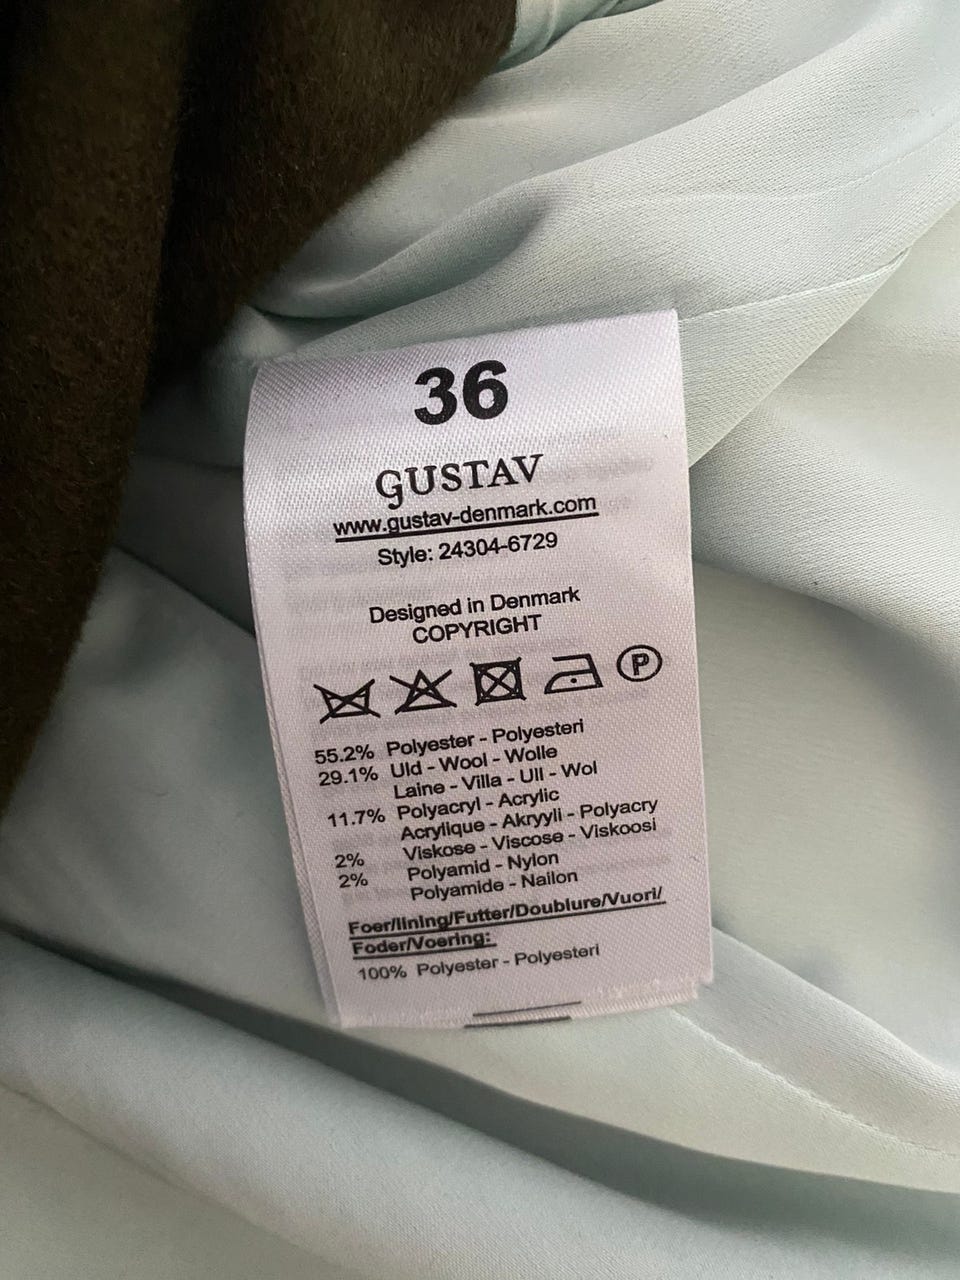 36
GUSTAV
www.gustav-denmark.com
Style: 24304-6729
Designed in Denmark
COPYRIGHT
P
55.2% Polyester - Polyesteri
29.1% Uld - Wool - Wolle
Laine - Villa - Ull - Wol
11.7% Polyacryl - Acrylic
Acrylique - Akryyli - Polyacry
2% Viskose - Viscose - Viskoosi
2% Polyamid - Nylon
Polyamide - Nailon
Foer/lining/Futter/Doublure/Vuori/
Foder/Voering:
100% Polyester - Polyesteri